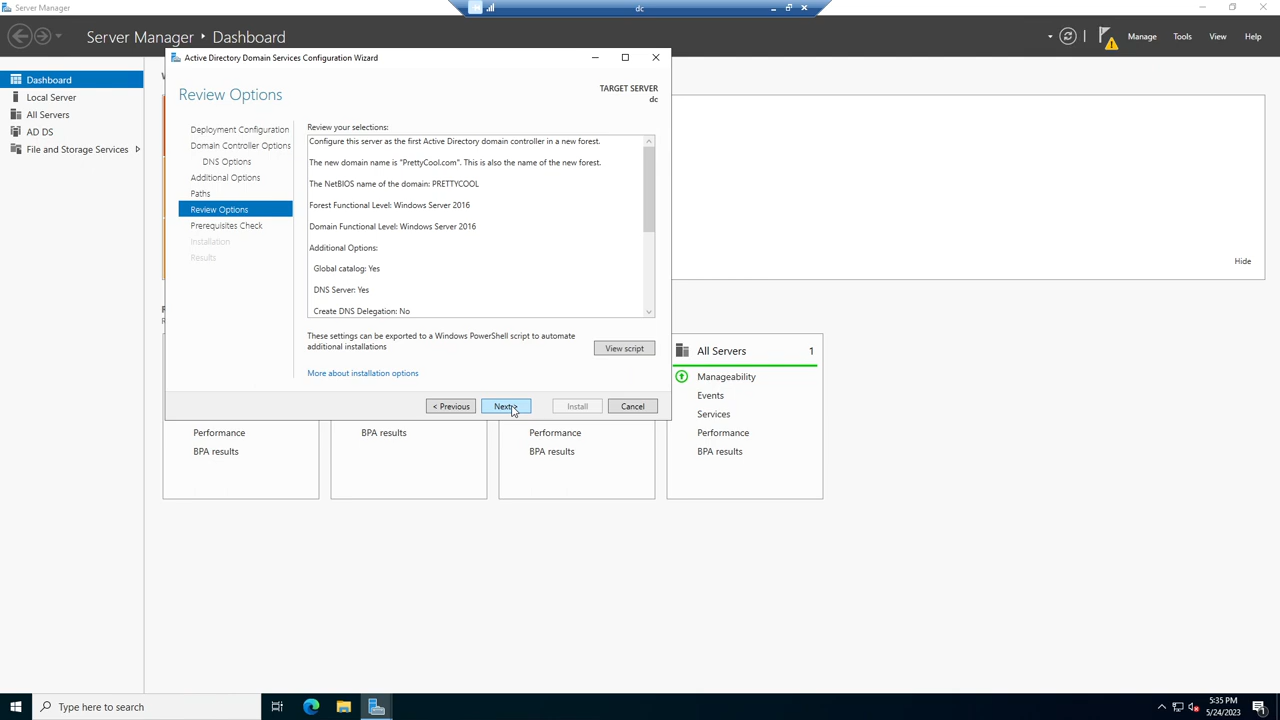 Server Manager
dc
Server Manager • Dashboard
Manage
Tools
View
Help
Dashboard
Local Server
All Servers
AD DS
File and Storage Services
Active Directory Domain Services Configuration Wizard
Review Options
TARGET SERVER
dc
Deployment Configuration
Domain Controller Options
DNS Options
Additional Options
Paths
Review Options
Prerequisites Check
Installation
Results
Review your selections:
Configure this server as the first Active Directory domain controller in a new forest.
The new domain name is "PrettyCool.com". This is also the name of the new forest.
The NetBIOS name of the domain: PRETTYCOOL
Forest Functional Level: Windows Server 2016
Domain Functional Level: Windows Server 2016
Additional Options:
Global catalog: Yes
DNS Server: Yes
Create DNS Delegation: No
These settings can be exported to a Windows PowerShell script to automate
additional installations
View script
More about installation options
< Previous
Next >
Install
Cancel
Hide
Performance
BPA results
BPA results
Performance
BPA results
All Servers
1
Manageability
Events
Services
Performance
BPA results
Type here to search
5:35 PM
5/24/2023
1